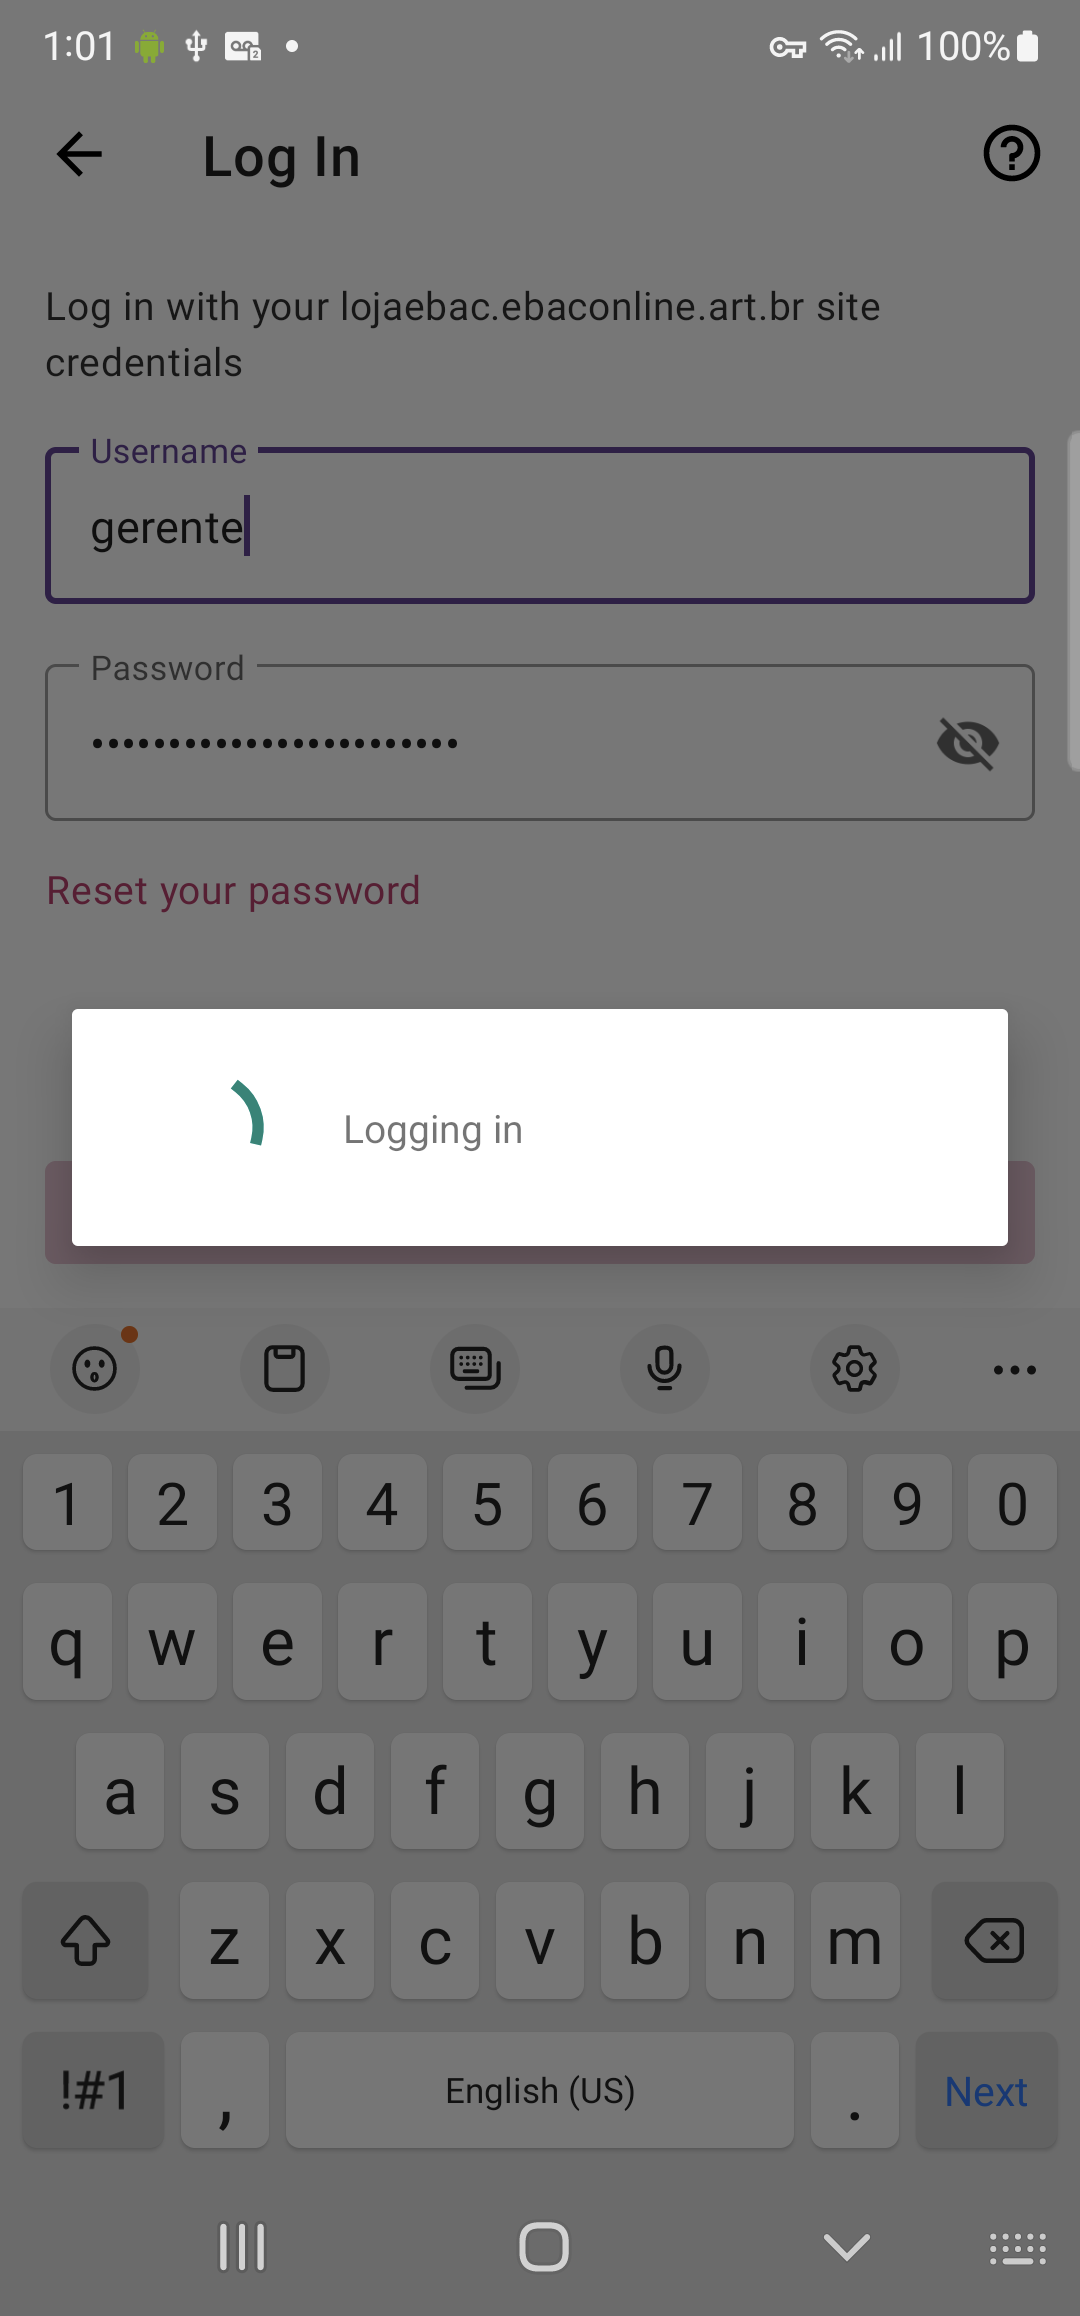 1:01
100%
Log In
Log in with your lojaebac.ebaconline.art.br site
credentials
Username
gerente
Password
••••••••••••••••••••••••
Reset your password
Logging in
1 2 3 4 5 6 7 8 9 0
q w e r t y u i o p
a s d f g h j k l
z x c v b n m
!#1 , English (US) . Next